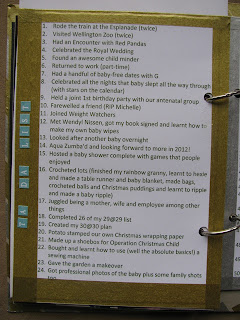 TA DA LIST
1. Rode the train at the Esplanade (twice)
2. Visited Wellington Zoo (twice)
3. Had an Encounter with Red Pandas
4. Celebrated the Royal Wedding
5. found an awesome child minder
6. Returned to work (part-time)
7. Had a handful of baby-free dates with G
8. Celebrated all the nights that baby slept all the way through
(with stars on the calendar)
9. Held a joint 1st birthday party with our antenatal group
10. Farewelled a friend (RIP Michelle)
11. Joined Weight Watchers
12. Met Wendy Nissen, got my book signed and learnt how to
make my own baby wipes
13. Looked after another baby overnight
14. Aqua Zumba'd and looking forward to more in 2012!
15. Hosted a baby shower complete with games that people
enjoyed
16. Crocheted lots (finished my rainbow granny, learnt to
and made a table runner and baby blanket, made bags,
crocheted balls and Christmas puddings and learnt to ripple
and made a baby ripple)
17. Juggled being a mother, wife and employee among other
things
18. Completed 26 of my 29@29 list
19. Created my 30@30 plan
20. Potato stamped our own Christmas wrapping paper
21. Made up a shoebox for Operation Christmas Child
22. Bought and learnt how to use (well the absolute basics!) a
sewing machine
23. Gave the garden a makeover
24. Got professional photos of the baby plus some family shots
too